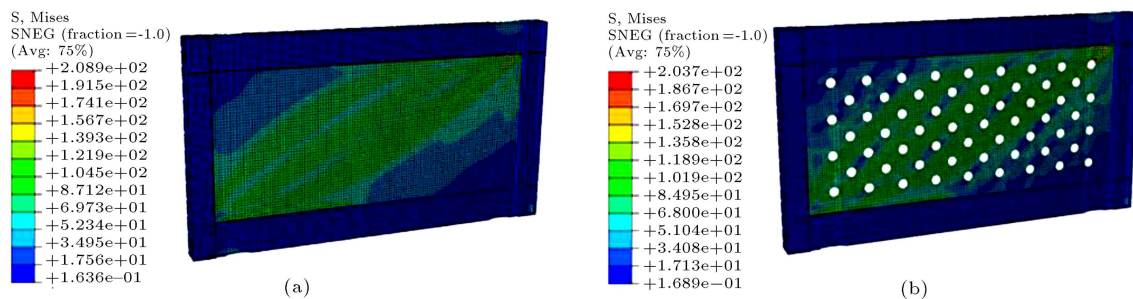 S, Mises
SNEG (fraction=-1.0)
(Avg: 75%)
+2.089e+02
+1.915e+02
+1.741e+02
+1.567e+02
+1.393e+02
+1.219e+02
+1.045e+02
+8.712e+01
+6.973e+01
+5.234e+01
+3.495e+01
+1.756e+01
+1.636e-01
(a)
S, Mises
SNEG (fraction=-1.0)
(Avg: 75%)
+2.037e+02
+1.867e+02
+1.697e+02
+1.528e+02
+1.358e+02
+1.189e+02
+1.019e+02
+8.495e+01
+6.800e+01
+5.104e+01
+3.408e+01
+1.713e+01
+1.689e-01
(b)